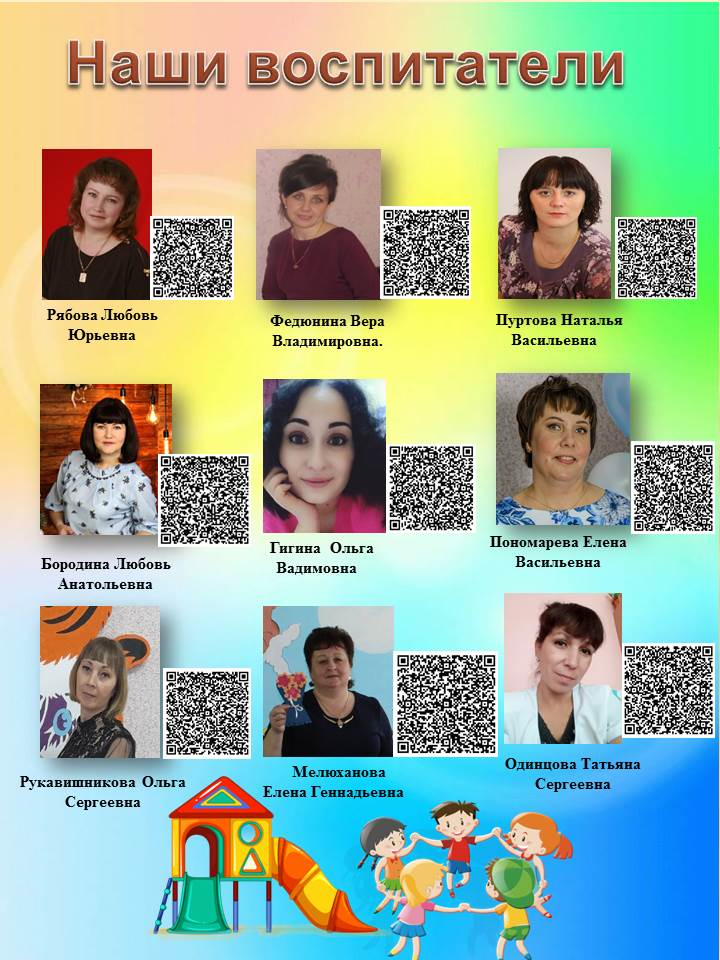 Наши воспитатели
Рябова Любовь
Юрьевна
Федюнина Вера
Владимировна.
Пуртова Наталья
Васильевна
Бородина Любовь
Анатольевна
Гигина Ольга
Вадимовна
Пономарева Елена
Васильевна
Рукавишникова Ольга
Сергеевна
Мелюханова
Елена Геннадьевна
Одинцова Татьяна
Сергеевна